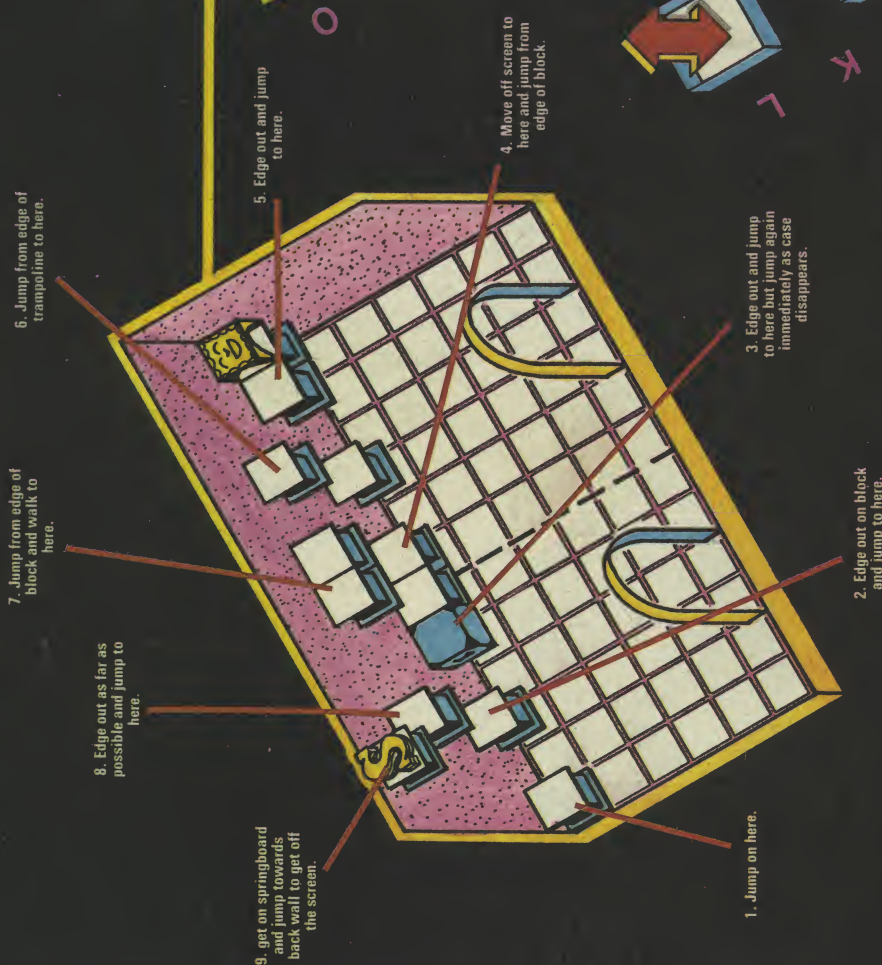 1. Jump on here.
2. Edge out on block
and jump to here.
3. Edge out and jump
to here but jump again
immediately as case
disappears.
4. Move off screen to
here and jump from
edge of block.
5. Edge out and jump
to here.
6. Jump from edge of
trampoline to here.
7. Jump from edge of
block and walk to
here.
8. Edge out as far as
possible and jump to
here.
9. get on springboard
and jump towards
back wall to get off
the screen.
O
L
K